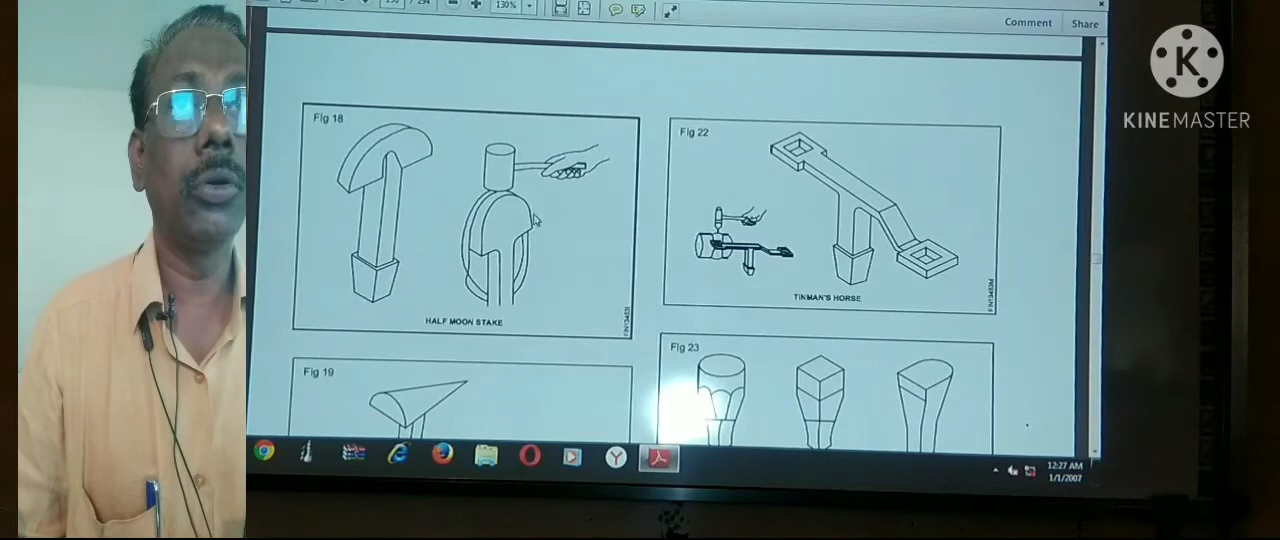 130%
Comment
Share
K
KINEMASTER
Fig 18
HALF MOON STAKE
Fig 22
TINMAN'S HORSE
Fig 19
Fig 23
12:27 AM
1/1/2007